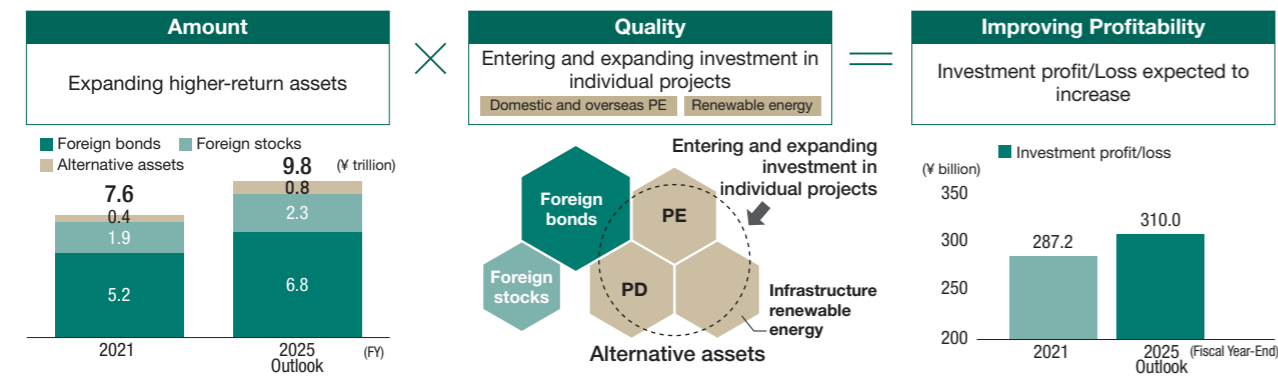 Amount
Expanding higher-return assets
Quality
Entering and expanding investment in
individual projects
Domestic and overseas PE
Renewable energy
Improving Profitability
Investment profit/Loss expected to
increase
Foreign bonds
Foreign stocks
Alternative assets
(¥ trillion)
7.6
0.4
1.9
5.2
2021
9.8
0.8
2.3
6.8
2025
Outlook
(FY)
Entering and expanding
investment in
individual projects
Foreign
bonds
PE
Foreign
stocks
PD
Infrastructure
renewable
energy
Alternative assets
Investment profit/loss
(¥ billion)
350
300
250
200
287.2
310.0
2021
2025
Outlook
(Fiscal Year-End)